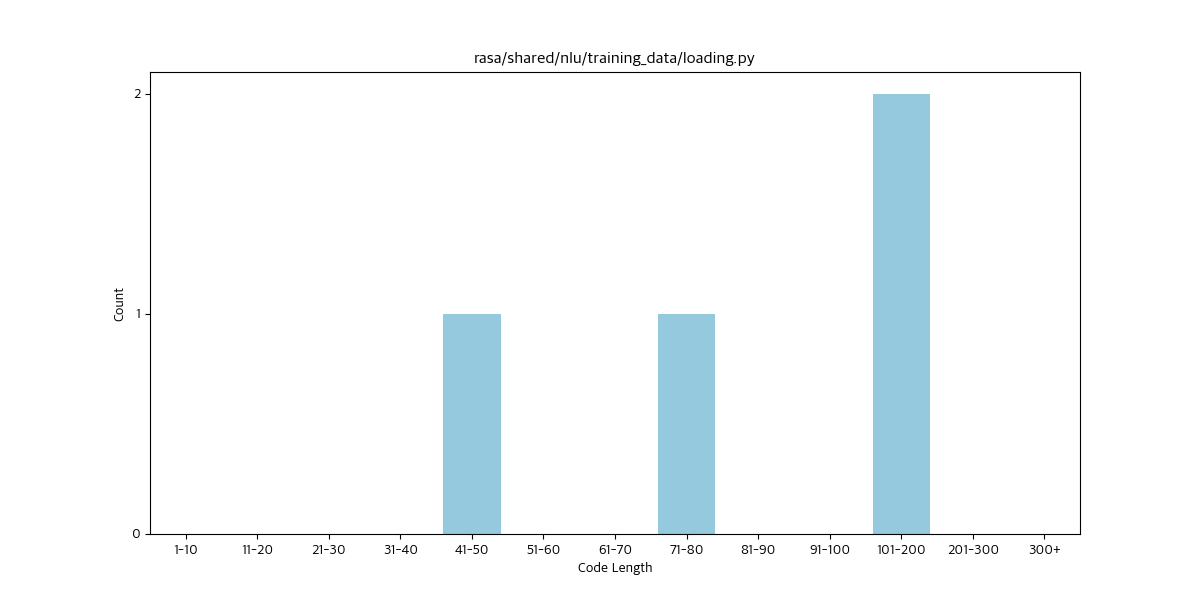 rasa/shared/nlu/training_data/loading.py
Count
2
1
0
1-10 11-20 21-30 31-40 41-50 51-60 61-70 71-80 81-90 91-100 101-200 201-300 300+
Code Length